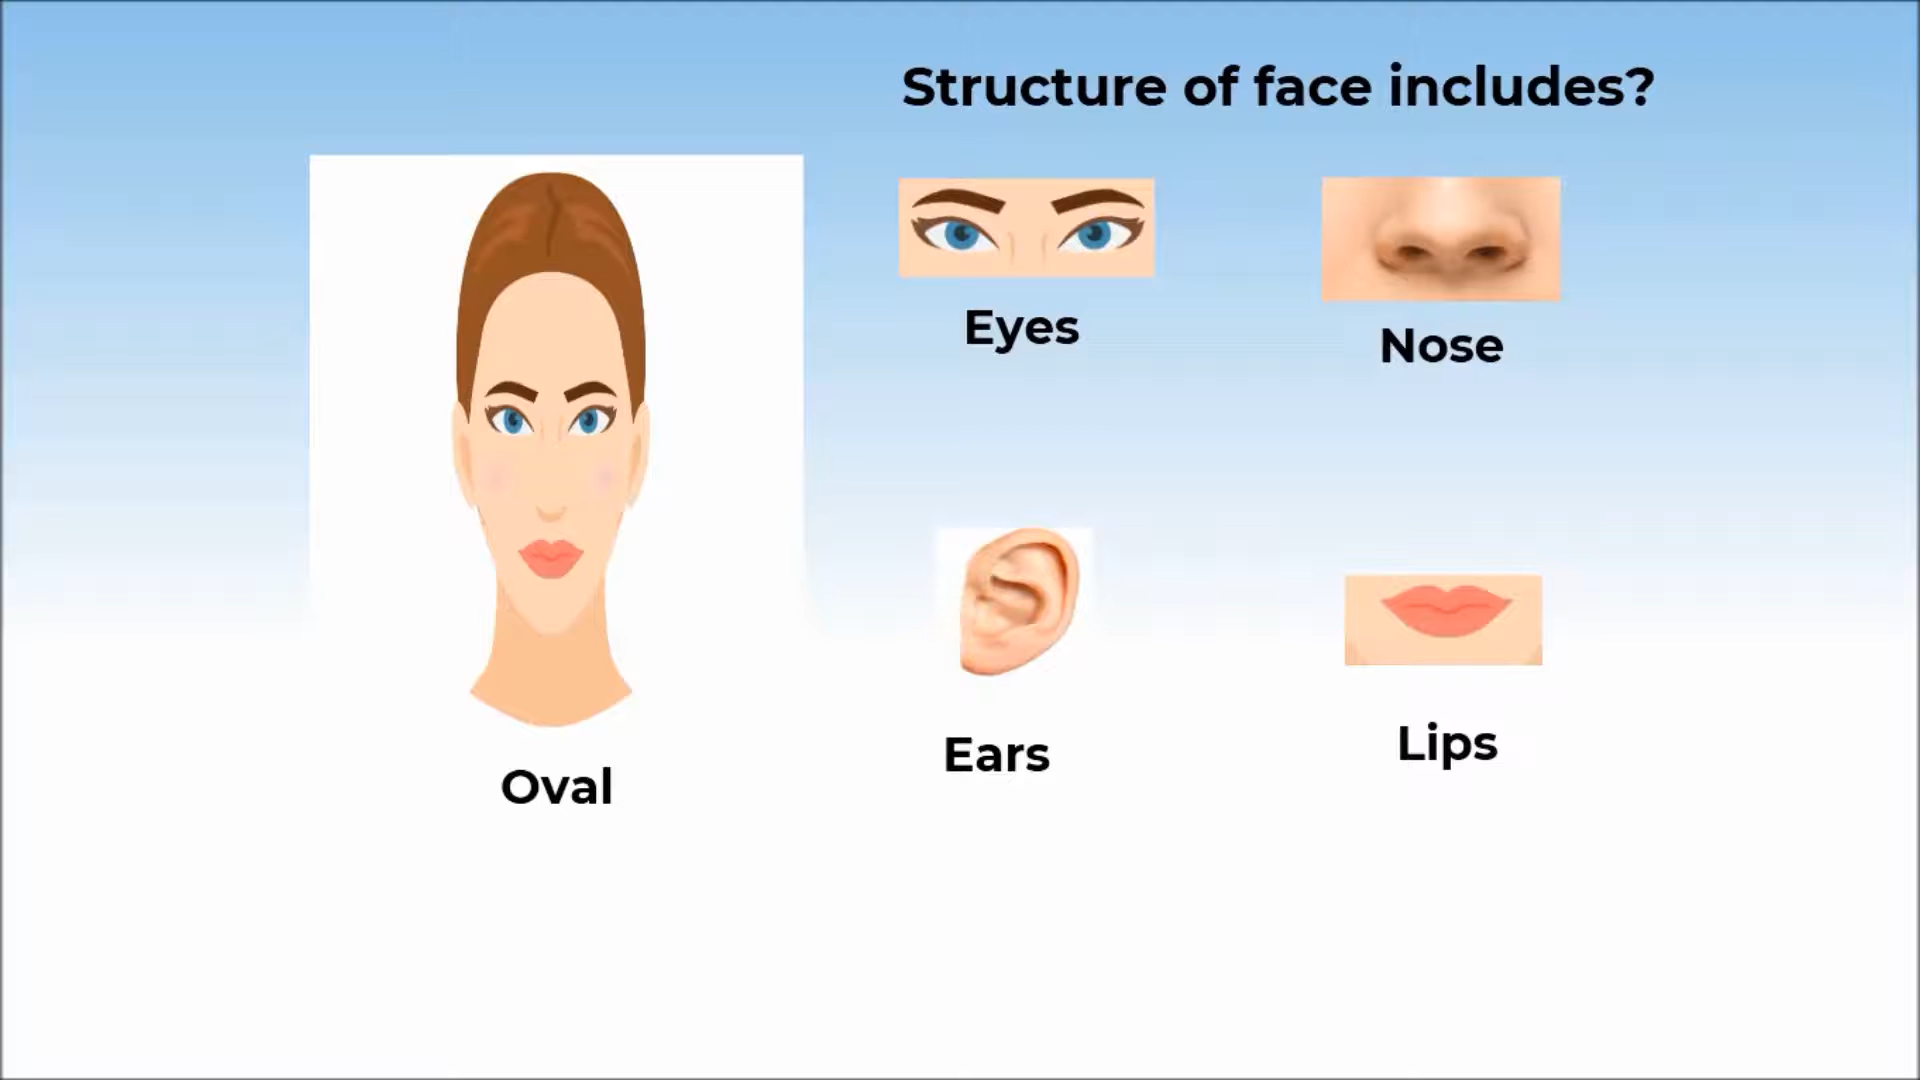 Structure of face includes?
Eyes
Nose
Ears
Lips
Oval